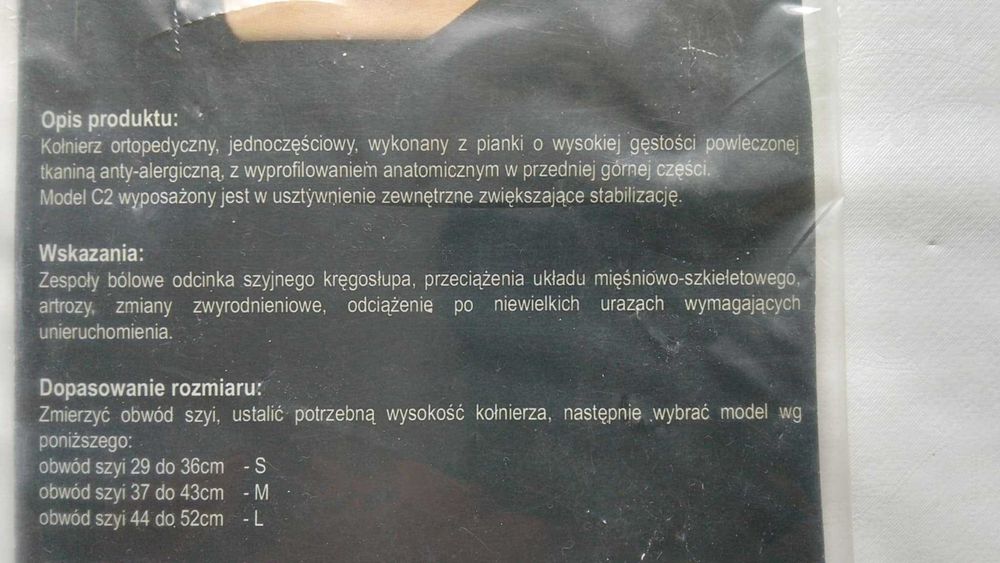 Opis produktu:
Kołnierz ortopedyczny, jednoczęściowy, wykonany z pianki o wysokiej gęstości powleczonej
tkaniną anty-alergiczną, z wyprofilowaniem anatomicznym w przedniej górnej części.
Model C2 wyposażony jest w usztywnienie zewnętrzne zwiększające stabilizację.
Wskazania:
Zespoły bólowe odcinka szyjnego kręgosłupa, przeciążenia układu mięśniowo-szkieletowego,
artrozy, zmiany zwyrodnieniowe, odciążenie po niewielkich urazach wymagających
unieruchomienia.
Dopasowanie rozmiaru:
Zmierzyć obwód szyi, ustalić potrzebną wysokość kołnierza, następnie wybrać model wg
poniższego:
obwód szyi 29 do 36cm - S
obwód szyi 37 do 43cm - M
obwód szyi 44 do 52cm - L